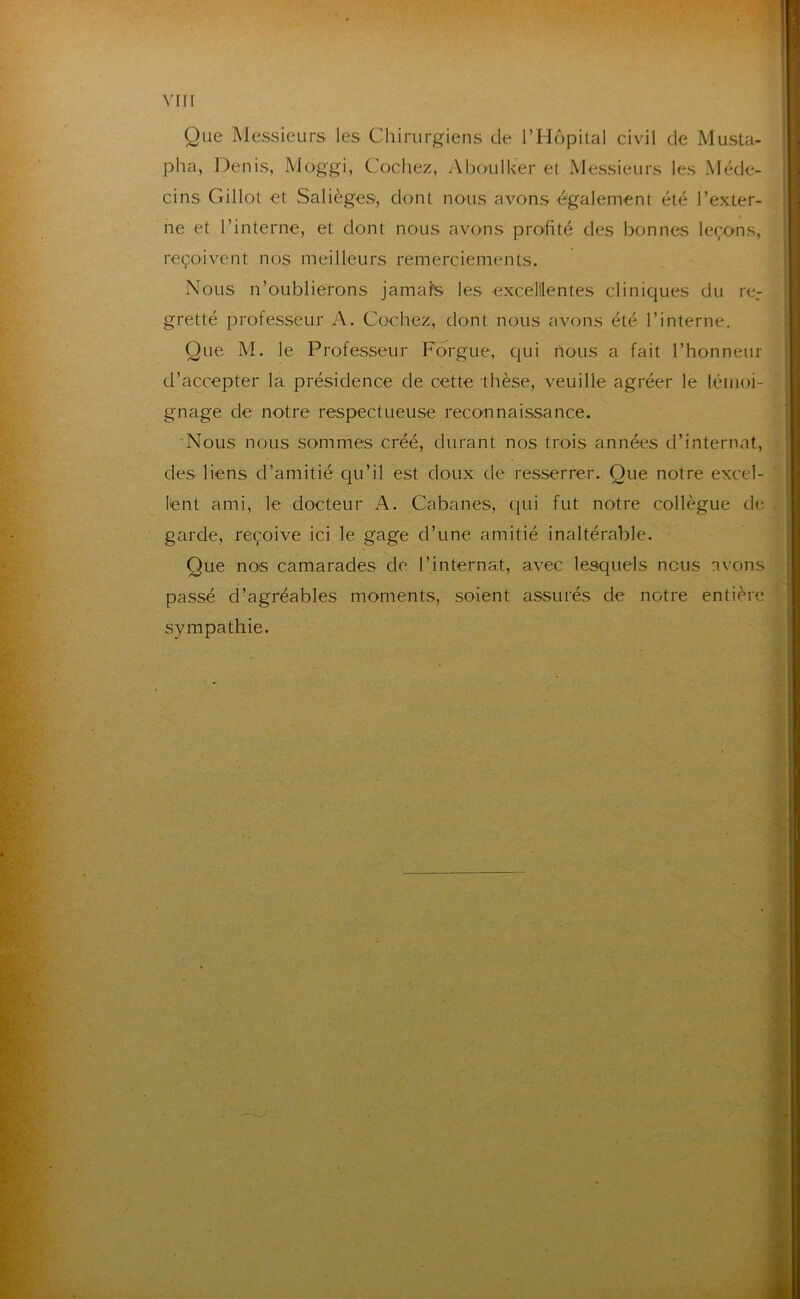 VIII
Que Messieurs les Chirurgiens de l'Hôpital civil de Musta-
pha, Denis, Moggi, Cochez, Aboulker et Messieurs les Méde-
cins Gillot et Salièges, dont nous avons également été l'exter-
ne et l'interne, et dont nous avons profité des bonnes leçons,
reçoivent nos meilleurs remerciements.
Nous n'oublierons jamais les excellentes cliniques du re-
gretté professeur A. Cochez, dont nous avons été l'interne.
Que M. le Professeur Forgue, qui nous a fait l'honneur
d'accepter la présidence de cette thèse, veuille agréer le témoi-
gnage de notre respectueuse reconnaissance.
Nous nous sommes créé, durant nos trois années d'internat,
des liens d'amitié qu'il est doux de resserrer. Que notre excel-
lent ami, le docteur A. Cabanes, qui fut notre collègue de
garde, reçoive ici le gage d'une amitié inaltérable.
Que nos camarades de l'internat, avec lesquels nous avons
passé d'agréables moments, soient assurés de notre entière
sympathie.